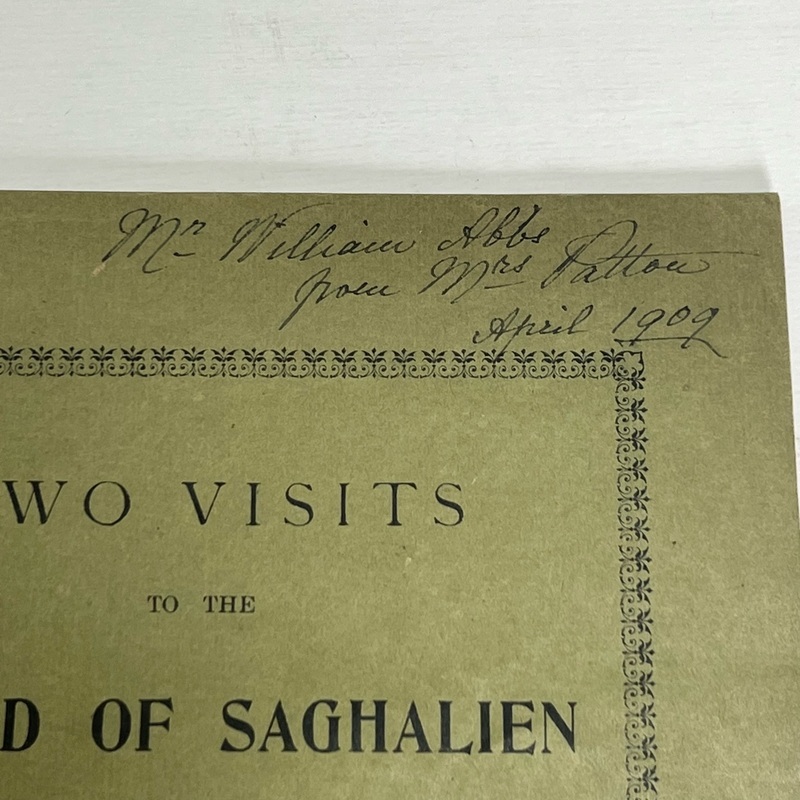 Mr William Abbs
from Mrs Patton
April 1909
WO VISITS
TO THE
D OF SAGHALIEN